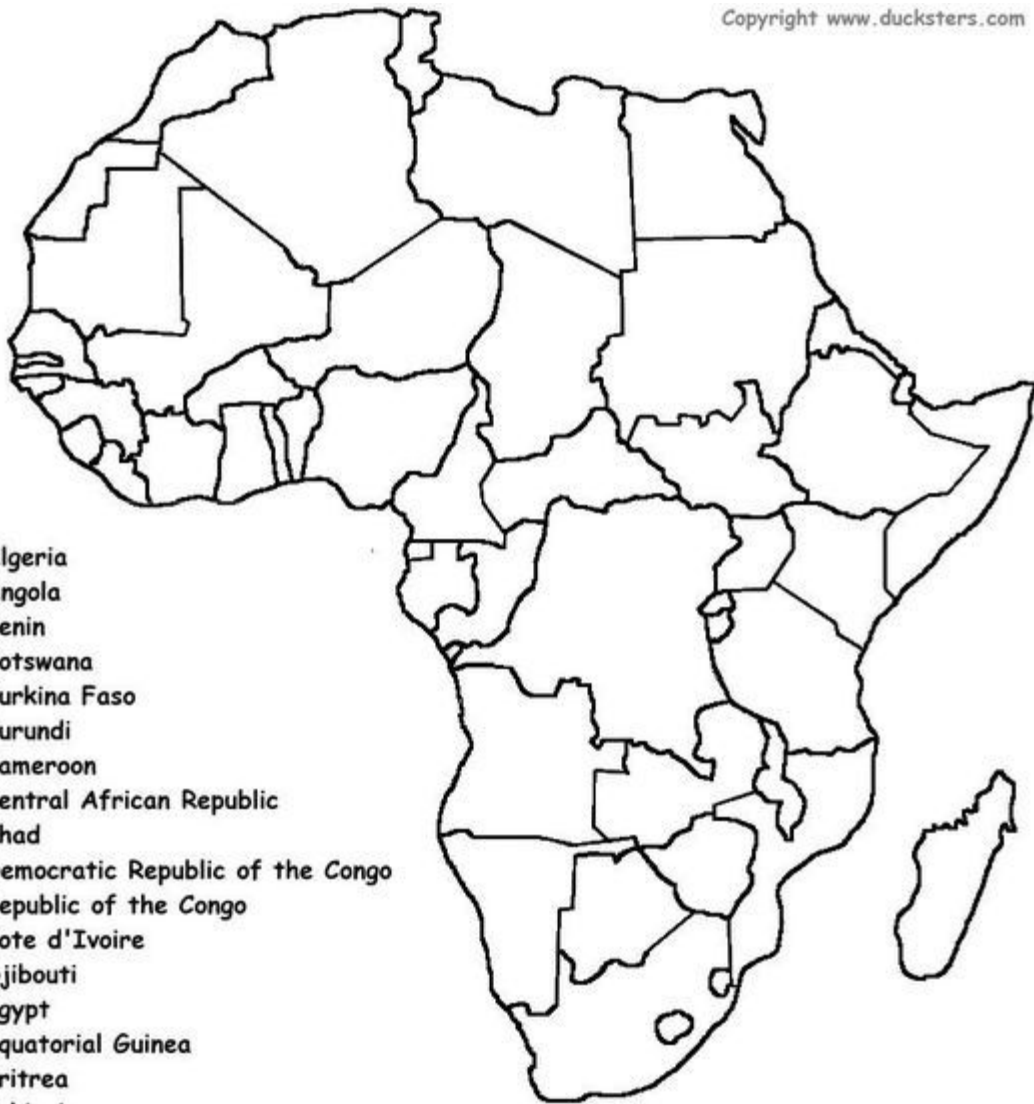 Copyright www.ducksters.com
lgeria
ngola
enin
otswana
urkina Faso
urundi
ameroon
entral African Republic
had
emocratic Republic of the Congo
epublic of the Congo
ote d'Ivoire
jibouti
gypt
quatorial Guinea
ritrea